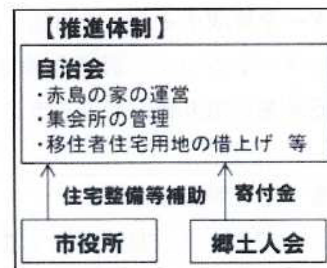 【推進体制】
自治会
・赤島の家の運営
・集会所の管理
・移住者住宅用地の借上げ 等
住宅整備等補助 寄付金
市役所 郷土人会